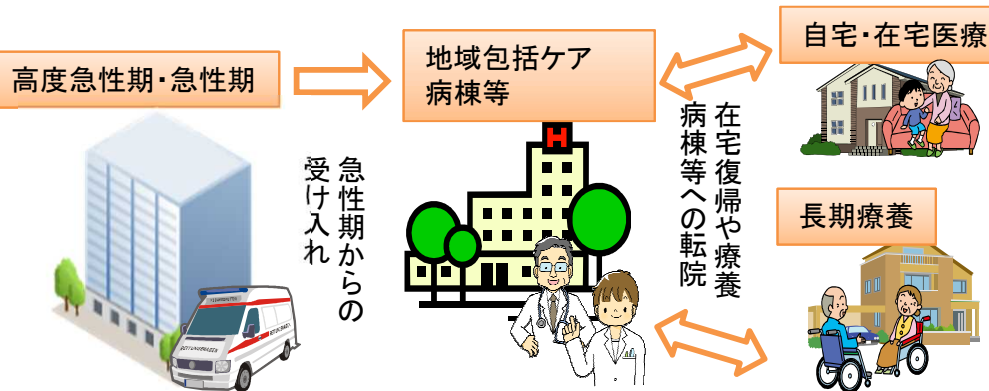 高度急性期・急性期
急性期からの
受け入れ
地域包括ケア
病棟等
H
在宅復帰や療養
病棟等への転院
自宅・在宅医療
長期療養